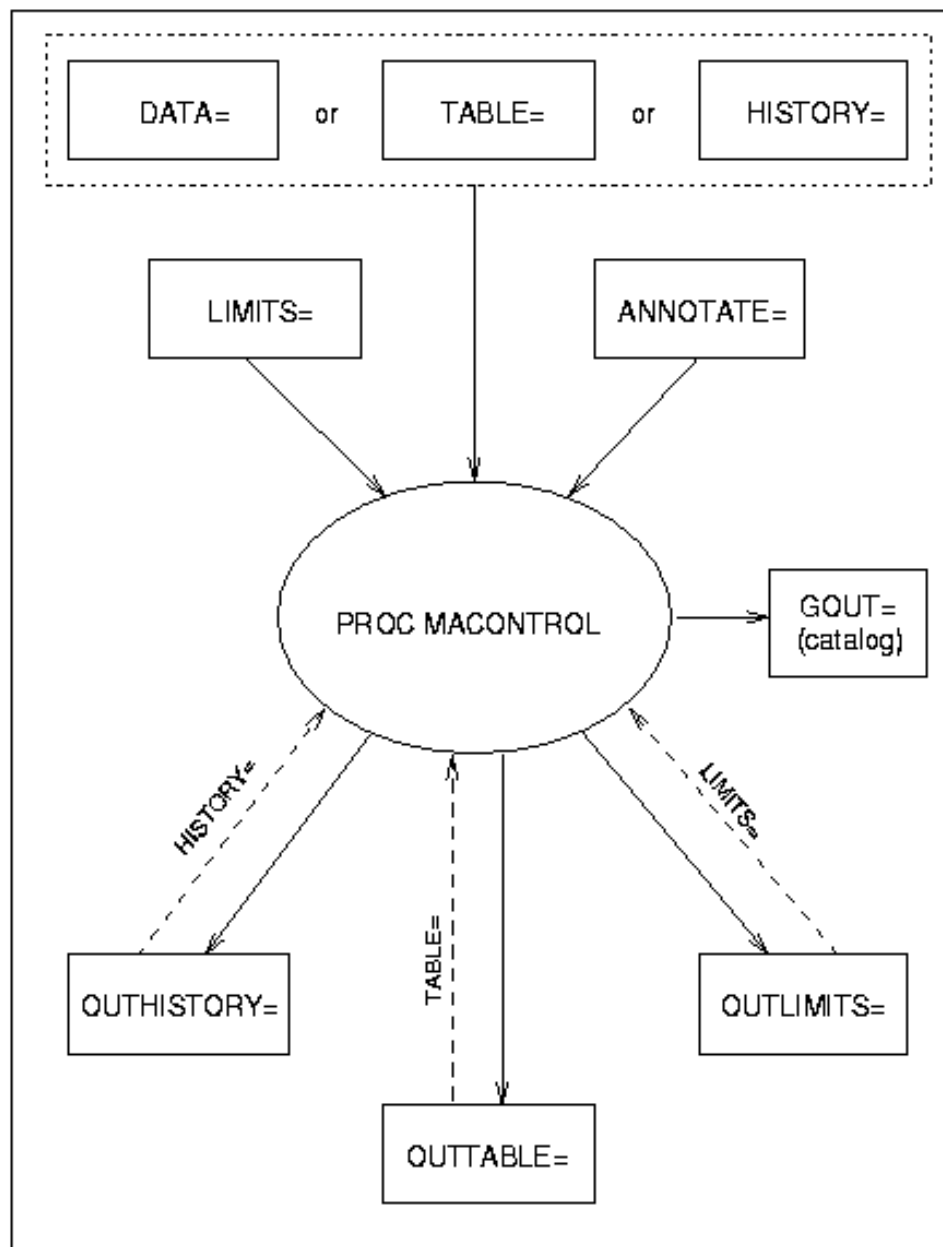 DATA= or TABLE= or HISTORY=
LIMITS= ANNOTATE=
PROC MACONTROL
GOUT=
(catalog)
HISTORY=
TABLE=
LIMITS=
OUTHISTORY=
OUTLIMITS=
OUTTABLE=